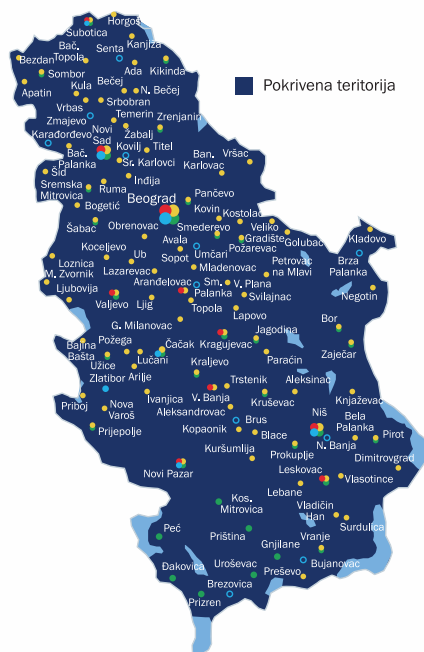 Horgoš
Subotica
Kanjiža
Bač.
Topola
Senta
Bezdan
Ada
Kikinda
Sombor
Kula
Bečej
N. Bečej
Apatin
Vrbas
Srbobran
Zmajevo
Temerin
Zrenjanin
Karađorđevo
Novi
Sad
Žabalj
Kovilj
Titel
Bač.
Palanka
Sr. Karlovci
Ban.
Karlovac
Vršac
Šid
Sremska
Mitrovica
Ruma
Inđija
Beograd
Pančevo
Bogetić
Kovin
Kostolac
Šabac
Obrenovac
Smederevo
Veliko
Gradište
Kladovo
Avala
Umčari
Požarevac
Golubac
Koceljevo
Ub
Sopot
Brza
Palanka
Loznica
Lazarevac
Mladenovac
Petrovac
na Mlavi
M. Zvornik
Aranđelovac
Sm.
Palanka
V. Plana
Ljubovija
Svilajnac
Negotin
Valjevo
Ljig
Topola
Lapovo
Bor
G. Milanovac
Jagodina
Bajina
Bašta
Požega
Čačak
Kragujevac
Lučani
Kraljevo
Paraćin
Zaječar
Užice
Arilje
Zlatibor
Trstenik
Aleksinac
Ivanjica
V. Banja
Kruševac
Knjaževac
Priboj
Nova
Varoš
Aleksandrovac
Niš
Bela
Palanka
Brus
Kopaonik
Blace
N. Banja
Pirot
Prijepolje
Prokuplje
Kuršumlija
Dimitrovgrad
Novi Pazar
Leskovac
Vlasotince
Lebane
Kos.
Mitrovica
Vladičin
Han
Surdulica
Peć
Priština
Vranje
Gnjilane
Đakovica
Uroševac
Preševo
Bujanovac
Brezovica
Prizren
Pokrivena teritorija